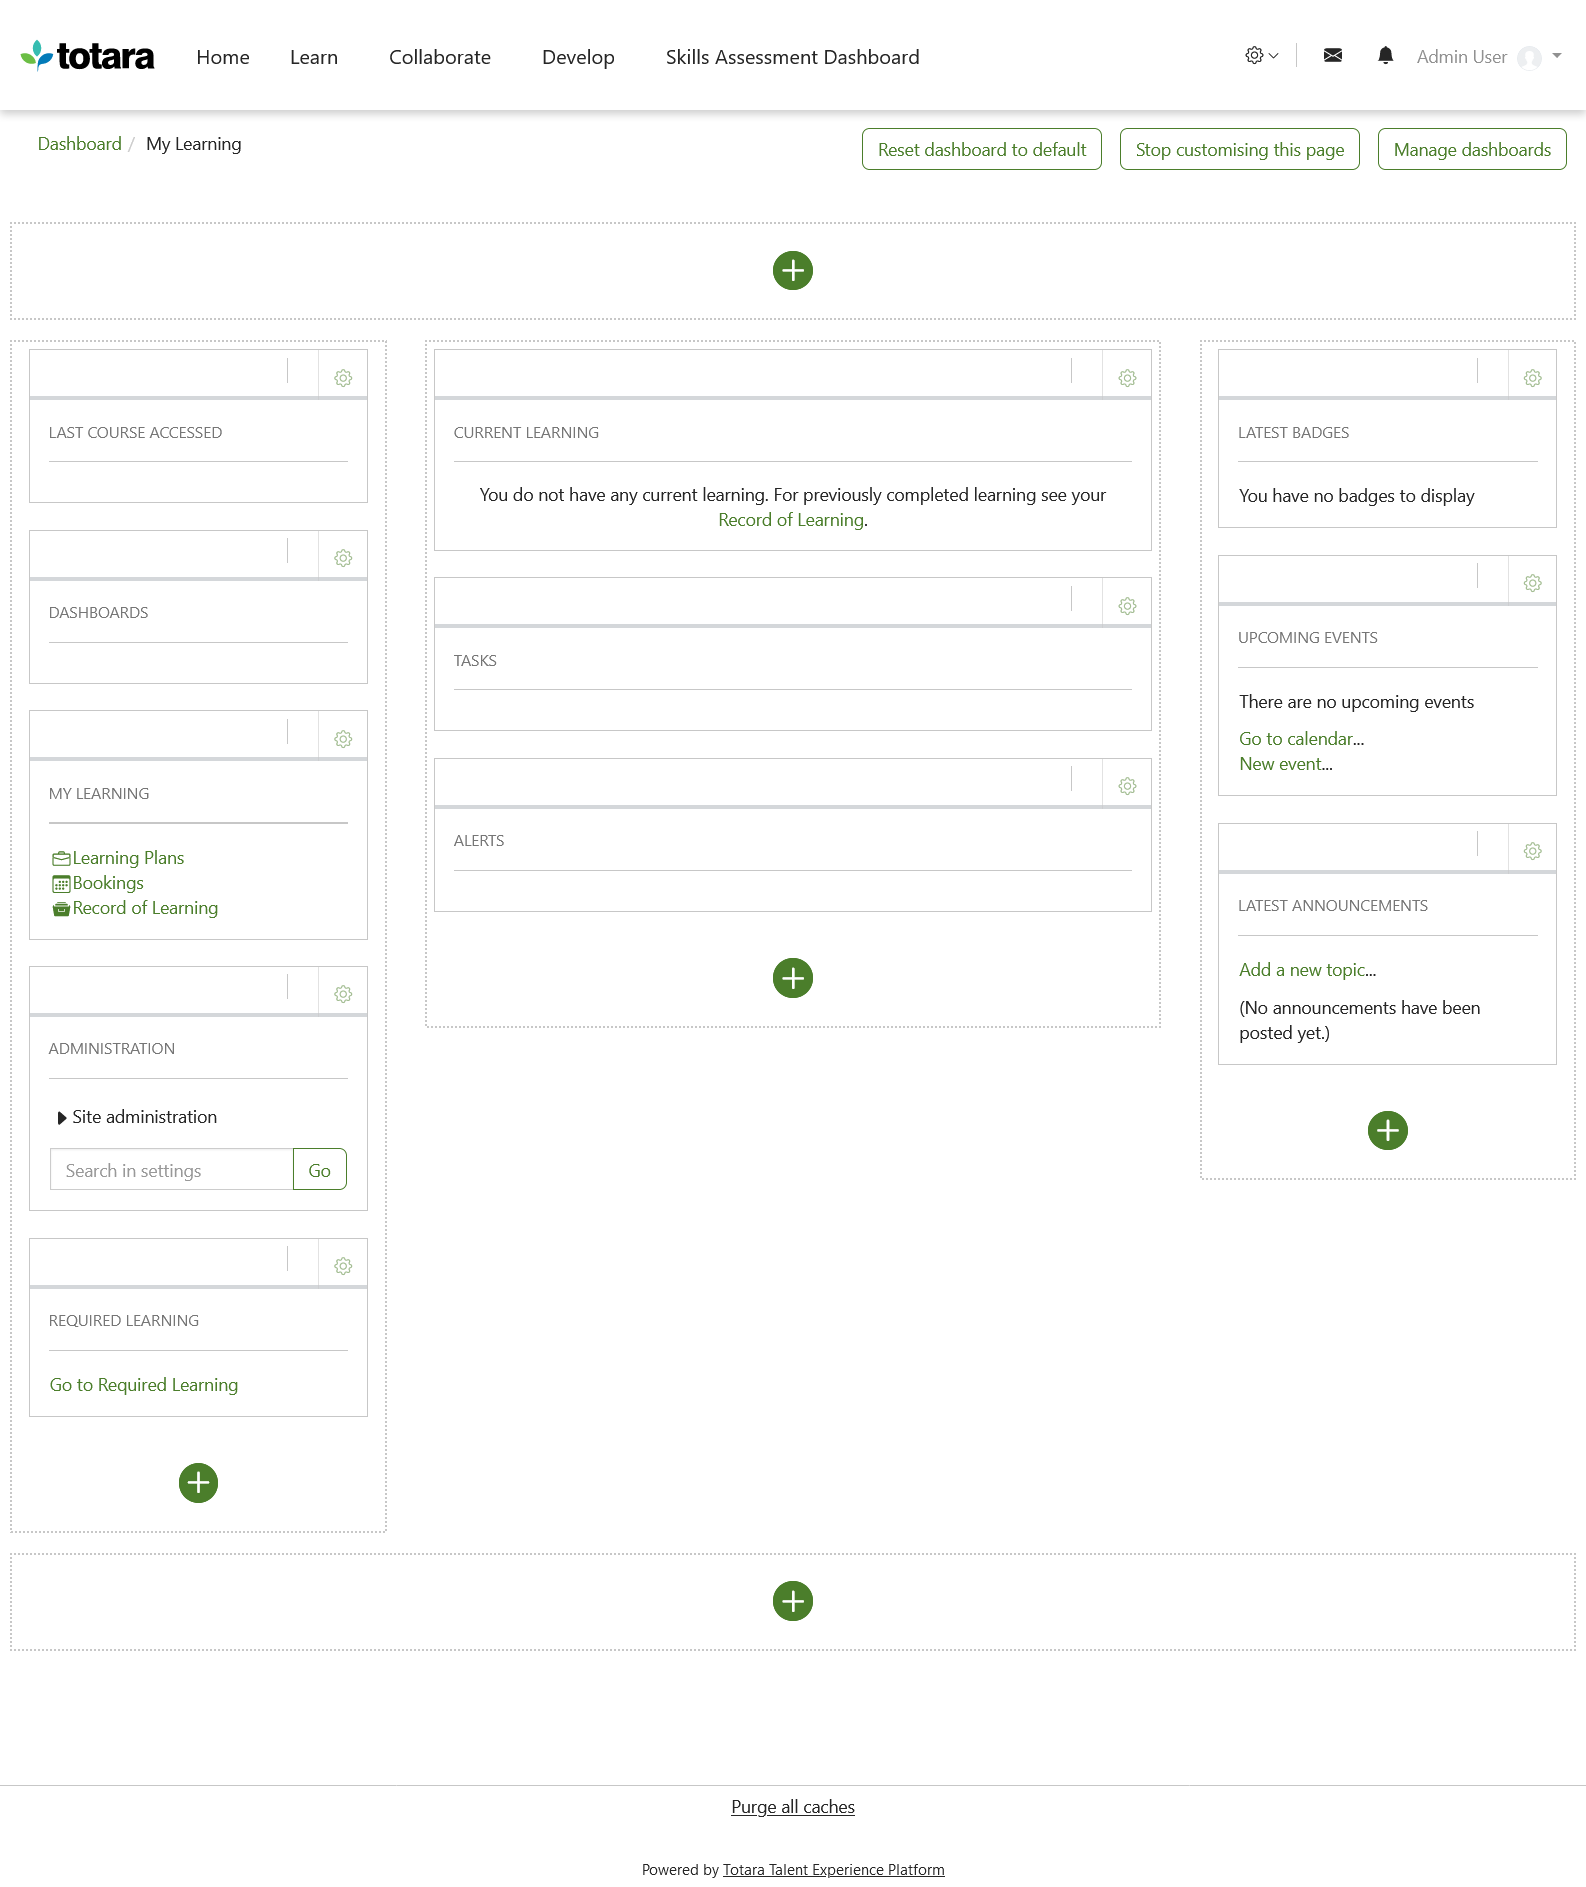 totara
Home
Learn
Collaborate
Develop
Skills Assessment Dashboard
Admin User
Dashboard / My Learning
Reset dashboard to default
Stop customising this page
Manage dashboards
LAST COURSE ACCESSED
DASHBOARDS
MY LEARNING
Learning Plans
Bookings
Record of Learning
ADMINISTRATION
Site administration
Search in settings
Go
REQUIRED LEARNING
Go to Required Learning
CURRENT LEARNING
You do not have any current learning. For previously completed learning see your
Record of Learning.
TASKS
ALERTS
LATEST BADGES
You have no badges to display
UPCOMING EVENTS
There are no upcoming events
Go to calendar...
New event...
LATEST ANNOUNCEMENTS
Add a new topic...
(No announcements have been
posted yet.)
Purge all caches
Powered by Totara Talent Experience Platform